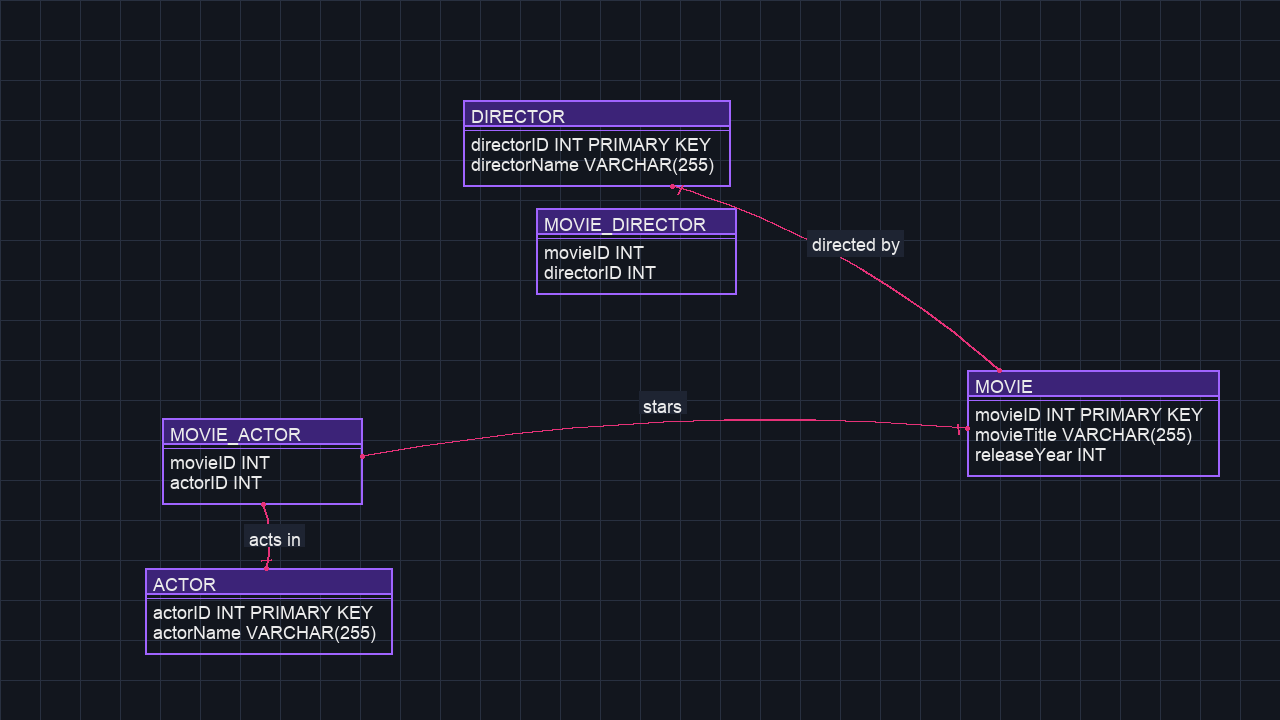 DIRECTOR
directorID INT PRIMARY KEY
directorName VARCHAR(255)
MOVIE_DIRECTOR
movieID INT
directorID INT
directed by
MOVIE
movieID INT PRIMARY KEY
movieTitle VARCHAR(255)
releaseYear INT
stars
MOVIE_ACTOR
movieID INT
actorID INT
acts in
ACTOR
actorID INT PRIMARY KEY
actorName VARCHAR(255)